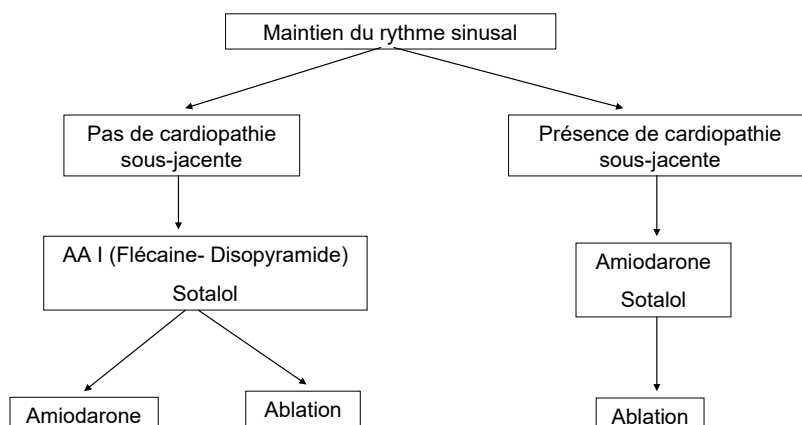 Maintien du rythme sinusal
Pas de cardiopathie
sous-jacente
Présence de cardiopathie
sous-jacente
AA I (Flécaine- Disopyramide)
Sotalol
Amiodarone
Sotalol
Amiodarone
Ablation
Ablation